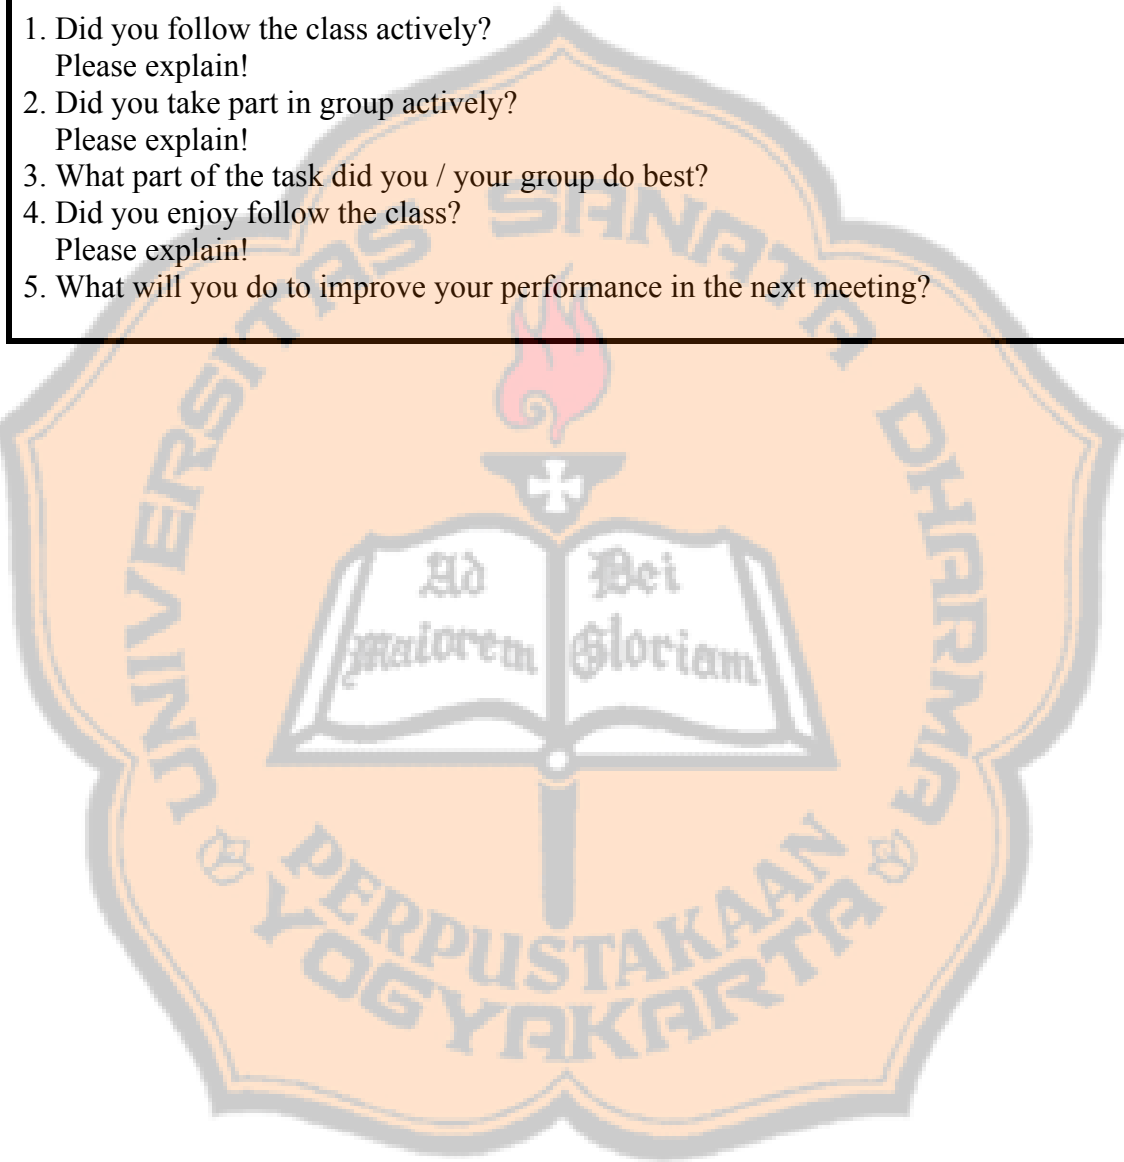 1. Did you follow the class actively?
Please explain!
2. Did you take part in group actively?
Please explain!
3. What part of the task did you / your group do best?
4. Did you enjoy follow the class?
Please explain!
5. What will you do to improve your performance in the next meeting?
UNIVERSITAS SANATA DHARMA
Ad Dei
Maiorem Gloriam
PERPUSTAKAAN
YOGYAKARTA